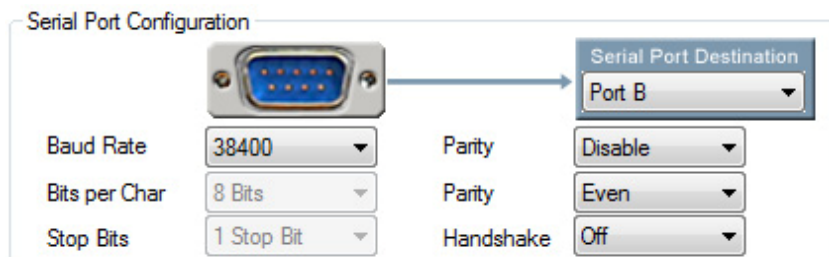 Serial Port Configuration
Serial Port Destination
Port B
Baud Rate 38400 Parity Disable
Bits per Char 8 Bits Parity Even
Stop Bits 1 Stop Bit Handshake Off